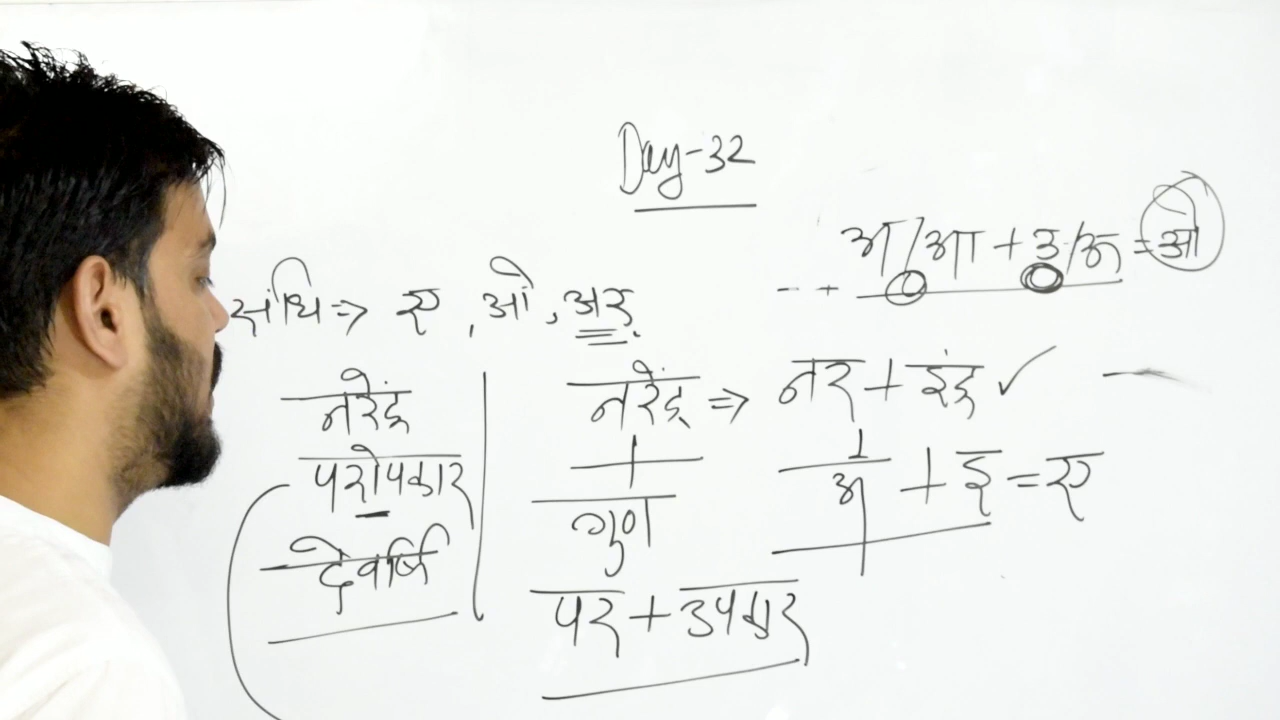 Day-32
अ/आ + उ/ऊ = ओ
संधि ⇒ ए, ओ, अर्
नरेंद्र
नरेंद्र ⇒ नर + इंद्र ✓
परोपकार
गुण
अ + इ = ए
देवर्षि
पर + उपकार